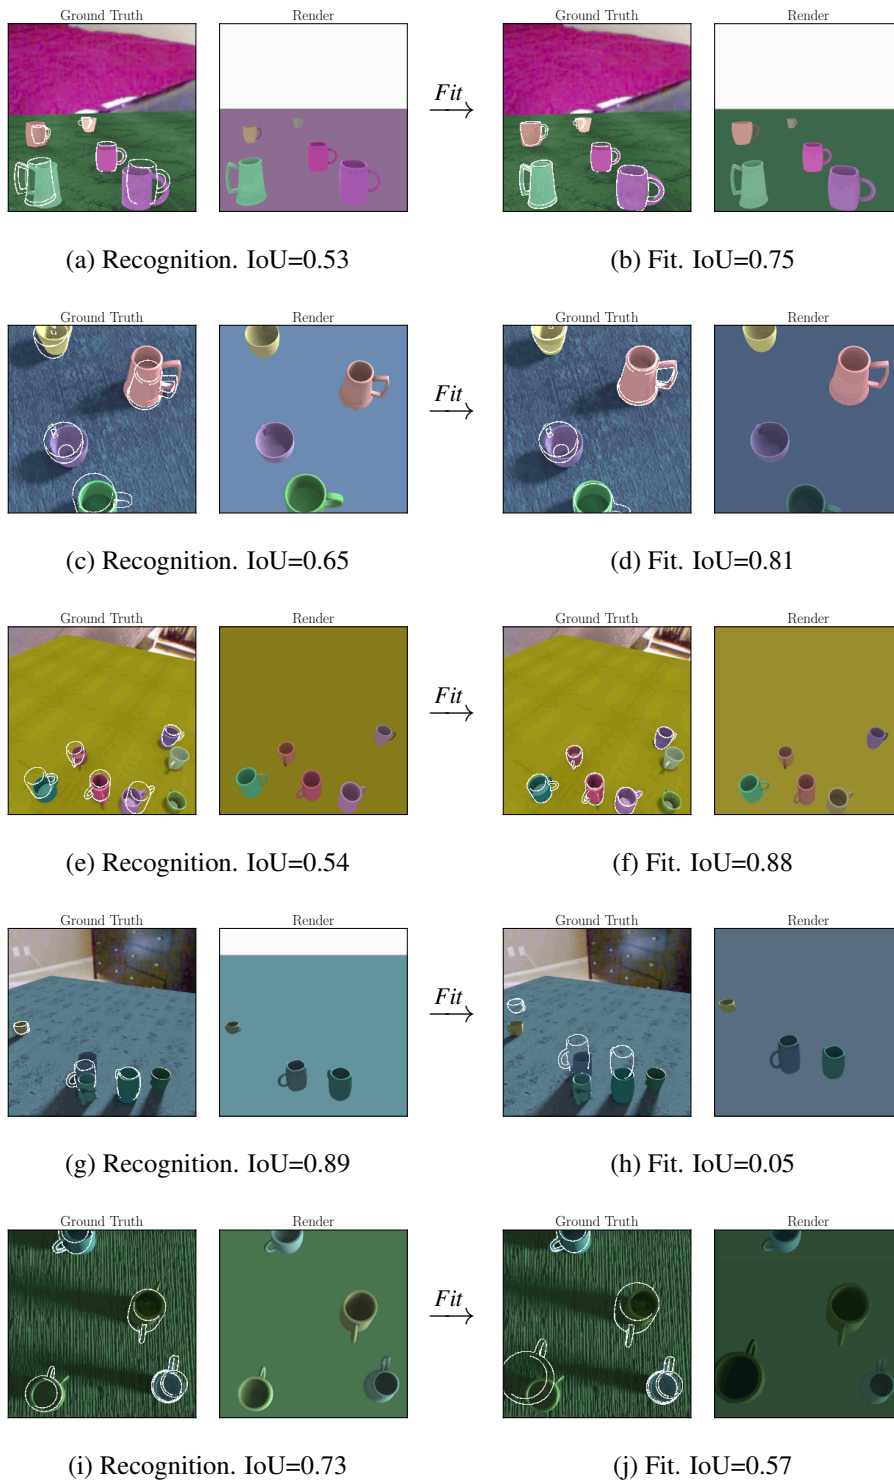 Ground Truth Render Ground Truth Render
Fit
(a) Recognition. IoU=0.53 (b) Fit. IoU=0.75
Ground Truth Render Ground Truth Render
Fit
(c) Recognition. IoU=0.65 (d) Fit. IoU=0.81
Ground Truth Render Ground Truth Render
Fit
(e) Recognition. IoU=0.54 (f) Fit. IoU=0.88
Ground Truth Render Ground Truth Render
Fit
(g) Recognition. IoU=0.89 (h) Fit. IoU=0.05
Ground Truth Render Ground Truth Render
Fit
(i) Recognition. IoU=0.73 (j) Fit. IoU=0.57